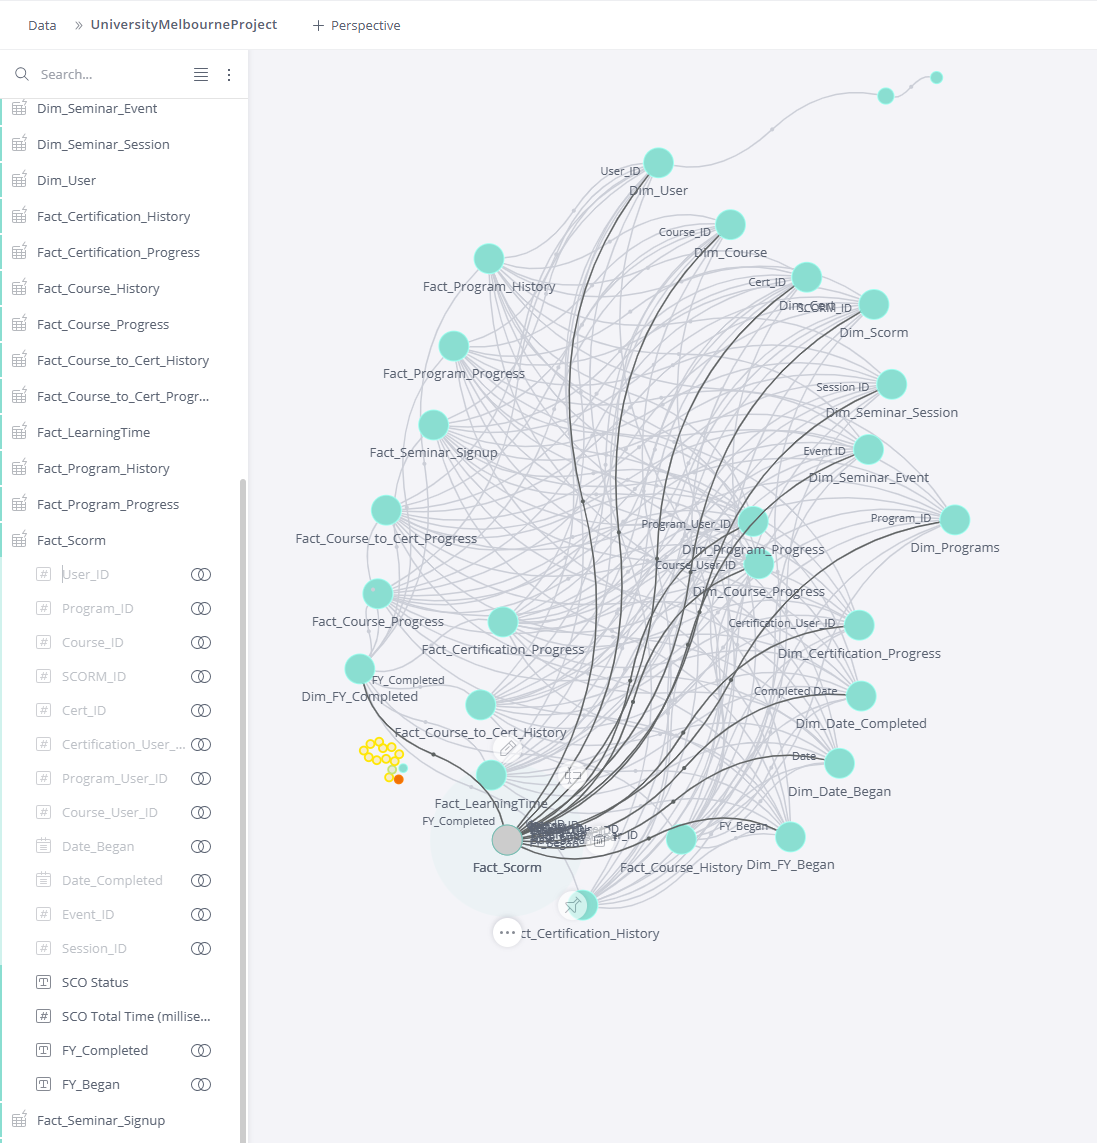 Data » UniversityMelbourneProject + Perspective
Search...
Dim_Seminar_Event
Dim_Seminar_Session
Dim_User
Fact_Certification_History
Fact_Certification_Progress
Fact_Course_History
Fact_Course_Progress
Fact_Course_to_Cert_History
Fact_Course_to_Cert_Progr...
Fact_LearningTime
Fact_Program_History
Fact_Program_Progress
Fact_Scorm
User_ID
Program_ID
Course_ID
SCORM_ID
Cert_ID
Certification_User_...
Program_User_ID
Course_User_ID
Date_Began
Date_Completed
Event_ID
Session_ID
SCO Status
SCO Total Time (millise...
FY_Completed
FY_Began
Fact_Seminar_Signup
User_ID
Dim_User
Course_ID
Dim_Course
Fact_Program_History
Cert_ID
Dim_Cert
SCORM_ID
Dim_Scorm
Fact_Program_Progress
Session ID
Dim_Seminar_Session
Fact_Seminar_Signup
Event ID
Dim_Seminar_Event
Fact_Course_to_Cert_Progress
Program_User_ID
Dim_Program_Progress
Program_ID
Dim_Programs
Course_User_ID
Dim_Course_Progress
Fact_Course_Progress
Fact_Certification_Progress
Certification_User_ID
Dim_Certification_Progress
FY_Completed
Dim_FY_Completed
Completed Date
Dim_Date_Completed
Fact_Course_to_Cert_History
Date
Dim_Date_Began
Fact_LearningTime
FY_Completed
Fact_Scorm
Fact_Course_History
FY_Began
Dim_FY_Began
ct_Certification_History